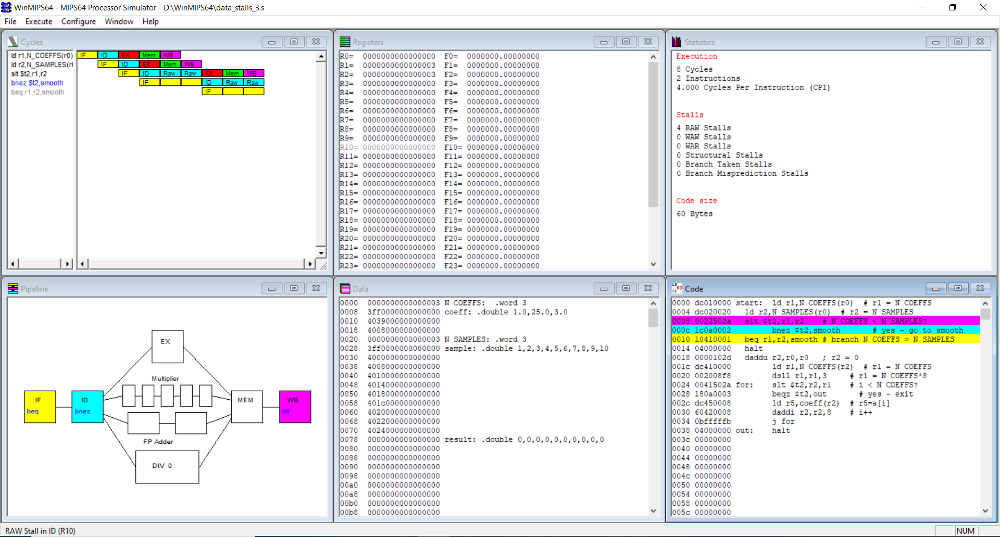 WinMIPS64 - MIPS64 Processor Simulator - D:\WinMIPS64\data_stalls_3.s
File Execute Configure Window Help
Cycles
ld r1,N_COEFFS(r0)
ld r2,N_SAMPLES(r
slt $t2,r1,r2
bnez $t2,smooth
beq r1,r2,smooth
IF ID EX Mem WB
IF ID EX Mem WB
IF ID Raw Raw EX Mem WB
IF ID Raw Raw
IF
Registers
R0= 0000000000000000 F0= 0000000.00000000
R1= 0000000000000003 F1= 0000000.00000000
R2= 0000000000000003 F2= 0000000.00000000
R3= 0000000000000000 F3= 0000000.00000000
R4= 0000000000000000 F4= 0000000.00000000
R5= 0000000000000000 F5= 0000000.00000000
R6= 0000000000000000 F6= 0000000.00000000
R7= 0000000000000000 F7= 0000000.00000000
R8= 0000000000000000 F8= 0000000.00000000
R9= 0000000000000000 F9= 0000000.00000000
R10= 0000000000000000 F10= 0000000.00000000
R11= 0000000000000000 F11= 0000000.00000000
R12= 0000000000000000 F12= 0000000.00000000
R13= 0000000000000000 F13= 0000000.00000000
R14= 0000000000000000 F14= 0000000.00000000
R15= 0000000000000000 F15= 0000000.00000000
R16= 0000000000000000 F16= 0000000.00000000
R17= 0000000000000000 F17= 0000000.00000000
R18= 0000000000000000 F18= 0000000.00000000
R19= 0000000000000000 F19= 0000000.00000000
R20= 0000000000000000 F20= 0000000.00000000
R21= 0000000000000000 F21= 0000000.00000000
R22= 0000000000000000 F22= 0000000.00000000
R23= 0000000000000000 F23= 0000000.00000000
Statistics
Execution
8 Cycles
2 Instructions
4.000 Cycles Per Instruction (CPI)
Stalls
4 RAW Stalls
0 WAW Stalls
0 WAR Stalls
0 Structural Stalls
0 Branch Taken Stalls
0 Branch Misprediction Stalls
Code size
60 Bytes
Pipeline
EX
Multiplier
IF
beq
ID
bnez
MEM
WB
slt
FP Adder
DIV 0
Data
0000 0000000000000003 N COEFFS: .word 3
0008 3ff0000000000000 coeff: .double 1.0,25.0,3.0
0010 4039000000000000
0018 4008000000000000
0020 0000000000000003 N SAMPLES: .word 3
0028 3ff0000000000000 sample: .double 1,2,3,4,5,6,7,8,9,10
0030 4000000000000000
0038 4008000000000000
0040 4010000000000000
0048 4014000000000000
0050 4018000000000000
0058 401c000000000000
0060 4020000000000000
0068 4022000000000000
0070 4024000000000000
0078 0000000000000000 result: .double 0,0,0,0,0,0,0,0,0,0
0080 0000000000000000
0088 0000000000000000
0090 0000000000000000
0098 0000000000000000
00a0 0000000000000000
00a8 0000000000000000
00b0 0000000000000000
00b8 0000000000000000
Code
0000 dc010000 start: ld r1,N COEFFS(r0) # r1 = N COEFFS
0004 dc020020 ld r2,N SAMPLES(r0) # r2 = N SAMPLES
0008 0022502a slt $t2,r1,r2 # N COEFFS < N SAMPLES?
000c 1c0a0002 bnez $t2,smooth # yes - go to smooth
0010 10410001 beq r1,r2,smooth # branch N COEFFS = N SAMPLES
0014 04000000 halt
0018 0000102d daddu r2,r0,r0 ; r2 = 0
001c dc410000 ld r1,N COEFFS(r2) # r1 = N COEFFS
0020 002008f8 dsll r1,r1,3 # r1 = N COEFFS*8
0024 0041502a for: slt $t2,r2,r1 # i < N COEFFS?
0028 180a0003 beqz $t2,out # yes - exit
002c dc450008 ld r5,coeff(r2) # r5=a[i]
0030 60420008 daddi r2,r2,8 # i++
0034 0bfffffb j for
0038 04000000 out: halt
003c 00000000
0040 00000000
0044 00000000
0048 00000000
004c 00000000
0050 00000000
0054 00000000
0058 00000000
005c 00000000
RAW Stall in ID (R10)
NUM